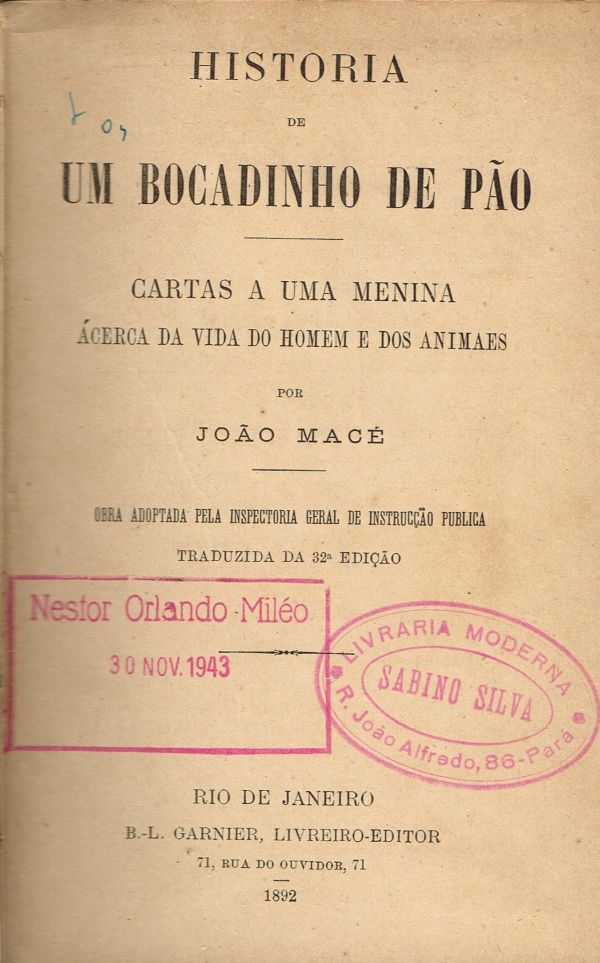 HISTORIA
DE
UM BOCADINHO DE PÃO
CARTAS A UMA MENINA
ÁCERCA DA VIDA DO HOMEM E DOS ANIMAES
POR
JOÃO MACÉ
OBRA ADOPTADA PELA INSPECTORIA GERAL DE INSTRUCÇÃO PUBLICA
TRADUZIDA DA 32ª EDIÇÃO
Nestor Orlando Miléo
30 NOV. 1943
LIVRARIA MODERNA
SABINO SILVA
R. João Alfredo, 86-Pará
RIO DE JANEIRO
B.-L. GARNIER, LIVREIRO-EDITOR
71, RUA DO OUVIDOR, 71
1892